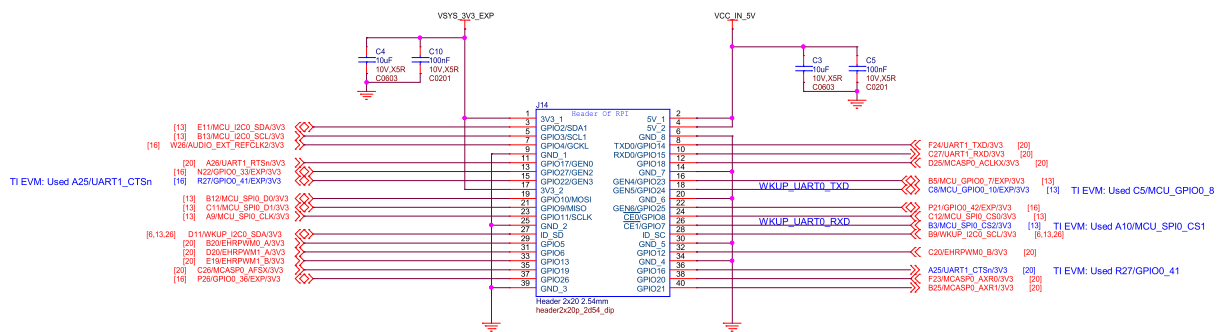 VSYS_3V3_EXP
VCC_IN_5V
C4
10uF
10V,X5R
C0603
C10
100nF
10V,X5R
C0201
C3
10uF
10V,X5R
C0603
C5
100nF
10V,X5R
C0201
J14
Header Of RPI
1 3V3_1 5V_1 2
[13] E11/MCU_I2C0_SDA/3V3 3 GPIO2/SDA1 5V_2 4
[13] B13/MCU_I2C0_SCL/3V3 5 GPIO3/SCL1 GND_8 6
[16] W26/AUDIO_EXT_REFCLK2/3V3 7 GPIO4/GCKL TXD0/GPIO14 8 F24/UART1_TXD/3V3 [20]
9 GND_1 RXD0/GPIO15 10 C27/UART1_RXD/3V3 [20]
[20] A26/UART1_RTSn/3V3 11 GPIO17/GEN0 GPIO18 12 D25/MCASP0_ACLKX/3V3 [20]
[16] N22/GPIO0_33/EXP/3V3 13 GPIO27/GEN2 GND_7 14
TI EVM: Used A25/UART1_CTSn [16] R27/GPIO0_41/EXP/3V3 15 GPIO22/GEN3 GEN4/GPIO23 16 B5/MCU_GPIO0_7/EXP/3V3 [13]
17 3V3_2 GEN5/GPIO24 18 WKUP_UART0_TXD C8/MCU_GPIO0_10/EXP/3V3 [13] TI EVM: Used C5/MCU_GPIO0_8
[13] B12/MCU_SPI0_D0/3V3 19 GPIO10/MOSI GND_6 20
[13] C11/MCU_SPI0_D1/3V3 21 GPIO9/MISO GEN6/GPIO25 22 P21/GPIO0_42/EXP/3V3 [16]
[13] A9/MCU_SPI0_CLK/3V3 23 GPIO11/SCLK CE0/GPIO8 24 C12/MCU_SPI0_CS0/3V3 [13]
25 GND_2 CE1/GPIO7 26 WKUP_UART0_RXD B3/MCU_SPI0_CS2/3V3 [13] TI EVM: Used A10/MCU_SPI0_CS1
[6,13,26] D11/WKUP_I2C0_SDA/3V3 27 ID_SD ID_SC 28 B9/WKUP_I2C0_SCL/3V3 [6,13,26]
[20] B20/EHRPWM0_A/3V3 29 GPIO5 GND_5 30
[20] D20/EHRPWM1_A/3V3 31 GPIO6 GPIO12 32 C20/EHRPWM0_B/3V3 [20]
[20] E19/EHRPWM1_B/3V3 33 GPIO13 GND_4 34
[20] C26/MCASP0_AFSX/3V3 35 GPIO19 GPIO16 36 A25/UART1_CTSn/3V3 [20] TI EVM: Used R27/GPIO0_41
[16] P26/GPIO0_36/EXP/3V3 37 GPIO26 GPIO20 38 F23/MCASP0_AXR0/3V3 [20]
39 GND_3 GPIO21 40 B25/MCASP0_AXR1/3V3 [20]
Header 2x20 2.54mm
header2x20p_2d54_dip